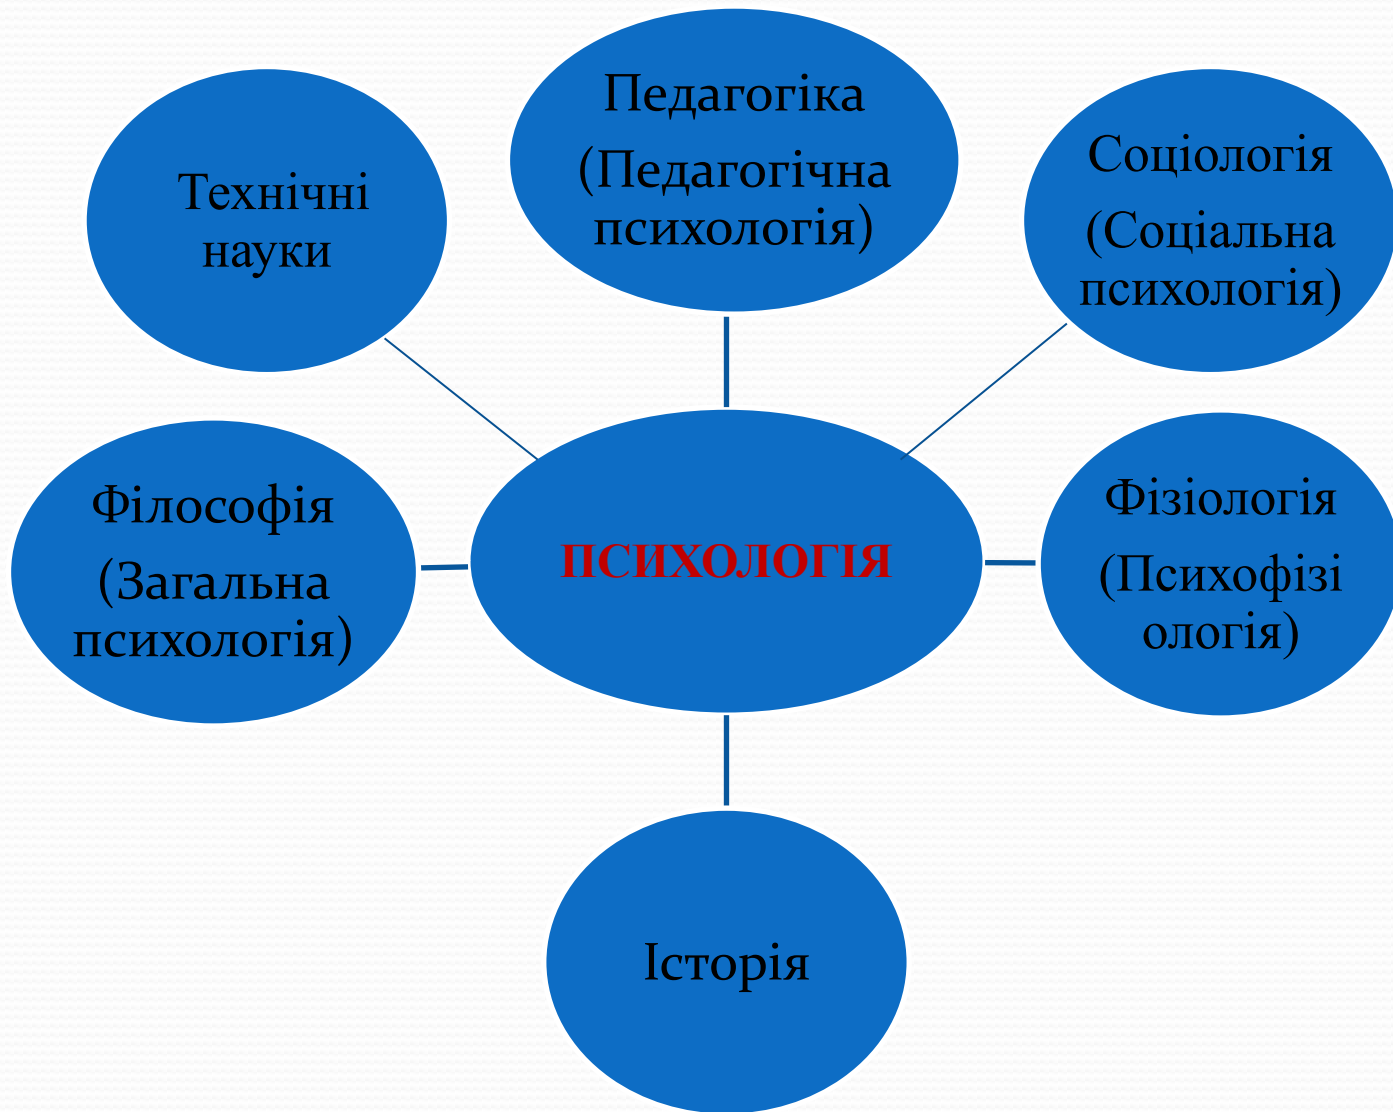 Педагогіка
(Педагогічна
психологія)
Технічні
науки
Соціологія
(Соціальна
психологія)
Філософія
(Загальна
психологія)
ПСИХОЛОГІЯ
Фізіологія
(Психофізі
ологія)
Історія